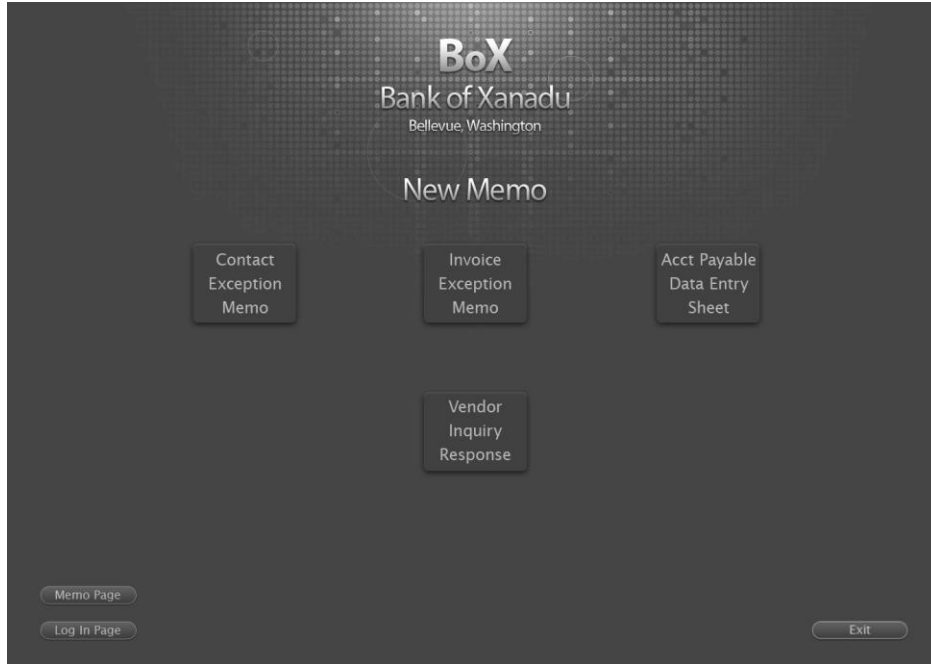 BoX
Bank of Xanadu
Bellevue, Washington
New Memo
Contact
Exception
Memo
Invoice
Exception
Memo
Acct Payable
Data Entry
Sheet
Vendor
Inquiry
Response
Memo Page
Log In Page
Exit